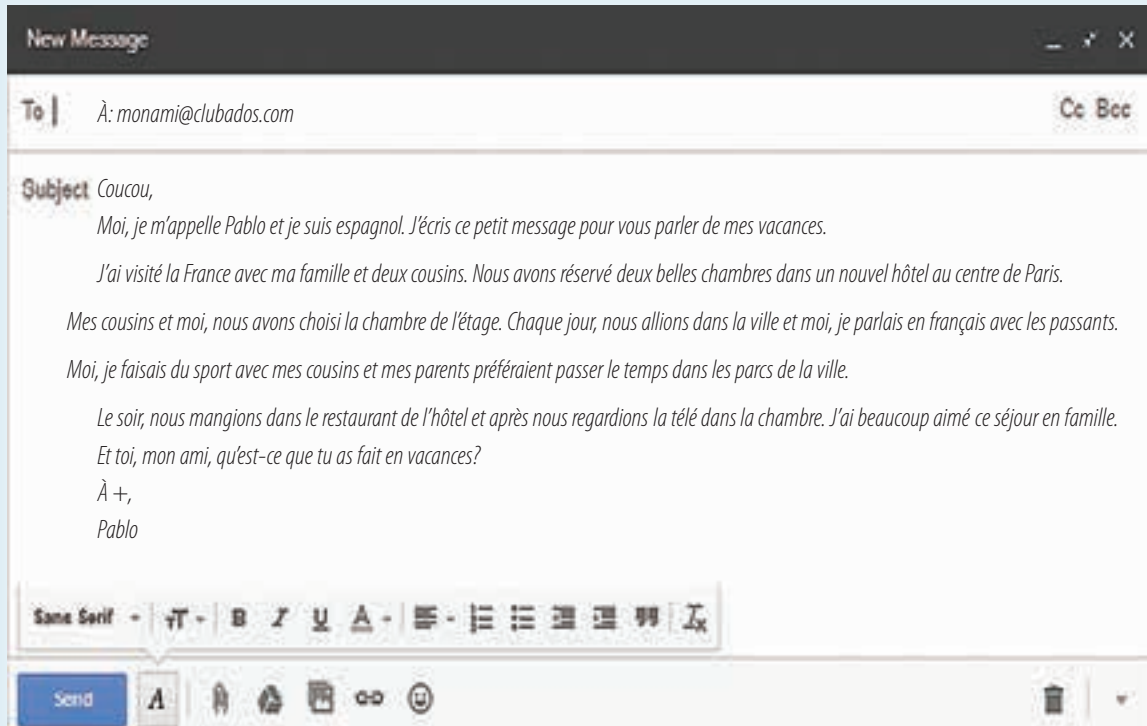 New Message
To À: monami@clubados.com Cc Bcc
Subject Coucou,
Moi, je m'appelle Pablo et je suis espagnol. J'écris ce petit message pour vous parler de mes vacances.
J'ai visité la France avec ma famille et deux cousins. Nous avons réservé deux belles chambres dans un nouvel hôtel au centre de Paris.
Mes cousins et moi, nous avons choisi la chambre de l'étage. Chaque jour, nous allions dans la ville et moi, je parlais en français avec les passants.
Moi, je faisais du sport avec mes cousins et mes parents préféraient passer le temps dans les parcs de la ville.
Le soir, nous mangions dans le restaurant de l'hôtel et après nous regardions la télé dans la chambre. J'ai beaucoup aimé ce séjour en famille.
Et toi, mon ami, qu'est-ce que tu as fait en vacances?
À +,
Pablo
Sans Serif
Send